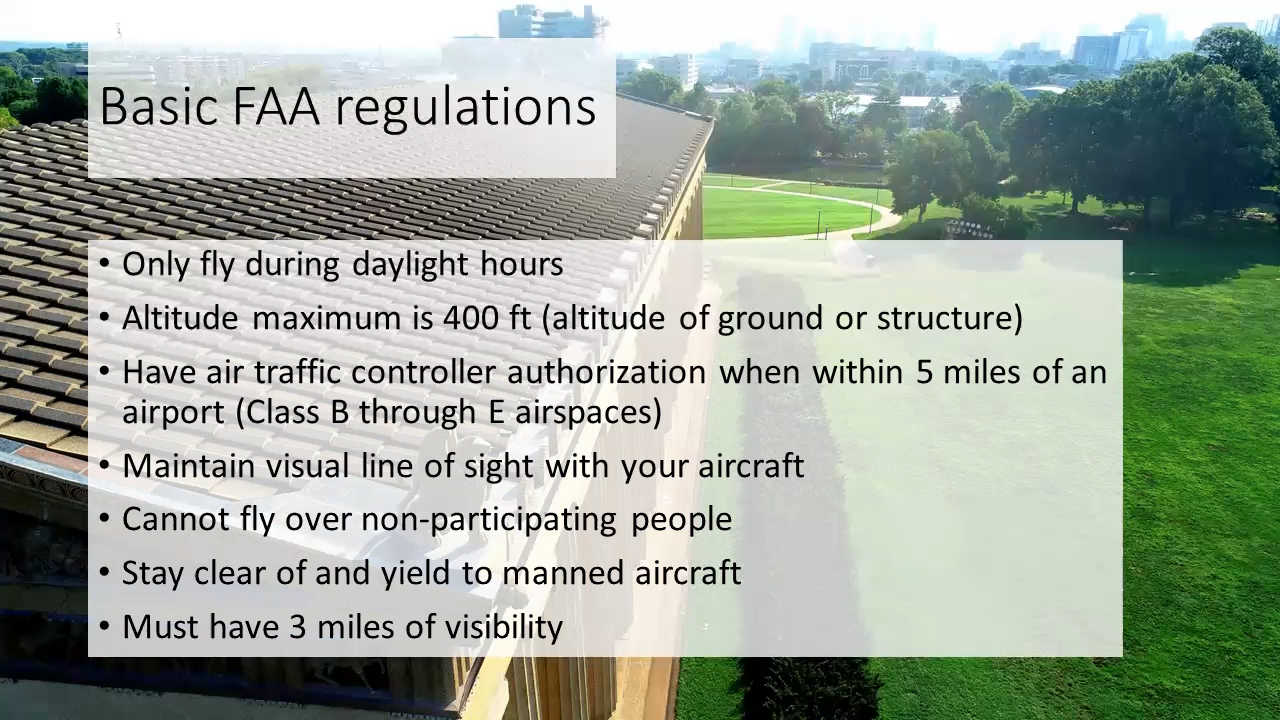 Basic FAA regulations
• Only fly during daylight hours
• Altitude maximum is 400 ft (altitude of ground or structure)
• Have air traffic controller authorization when within 5 miles of an
airport (Class B through E airspaces)
• Maintain visual line of sight with your aircraft
• Cannot fly over non-participating people
• Stay clear of and yield to manned aircraft
• Must have 3 miles of visibility